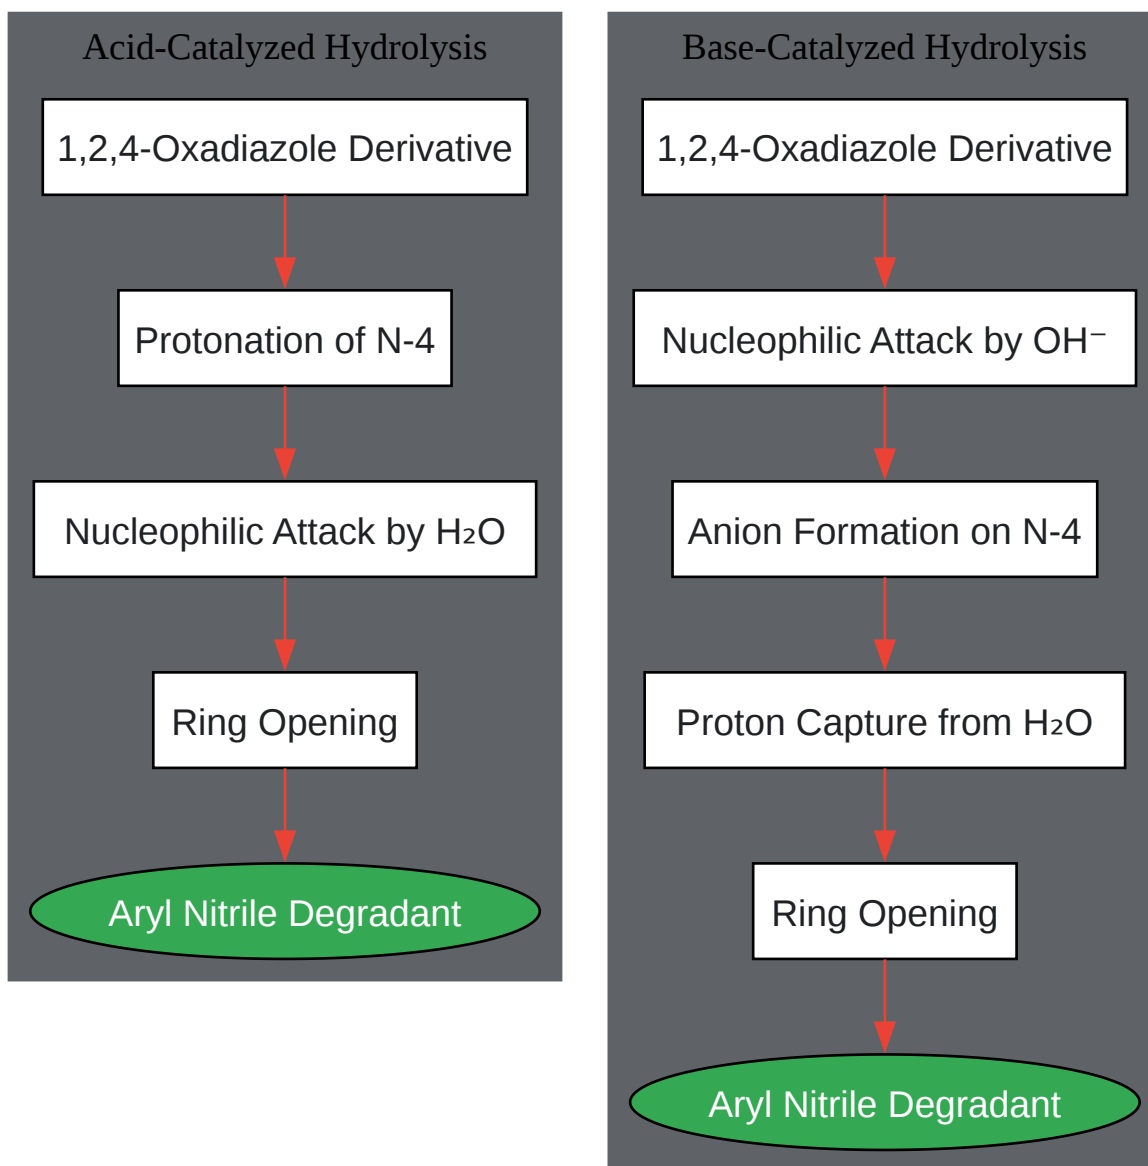 Acid-Catalyzed Hydrolysis
1,2,4-Oxadiazole Derivative
Protonation of N-4
Nucleophilic Attack by H₂O
Ring Opening
Aryl Nitrile Degradant
Base-Catalyzed Hydrolysis
1,2,4-Oxadiazole Derivative
Nucleophilic Attack by OH⁻
Anion Formation on N-4
Proton Capture from H₂O
Ring Opening
Aryl Nitrile Degradant